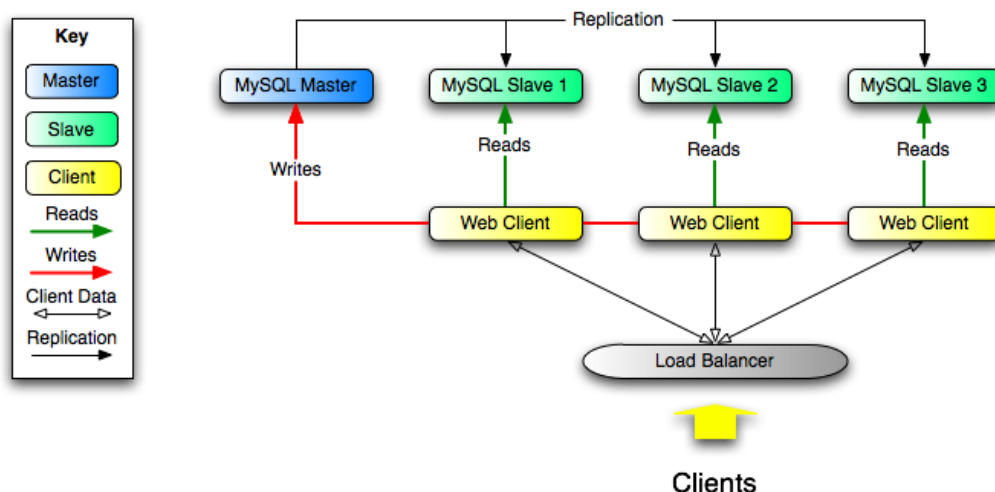 Key
Master
Slave
Client
Reads
Writes
Client Data
Replication
Replication
MySQL Master
MySQL Slave 1
MySQL Slave 2
MySQL Slave 3
Writes
Reads
Reads
Reads
Web Client
Web Client
Web Client
Load Balancer
Clients